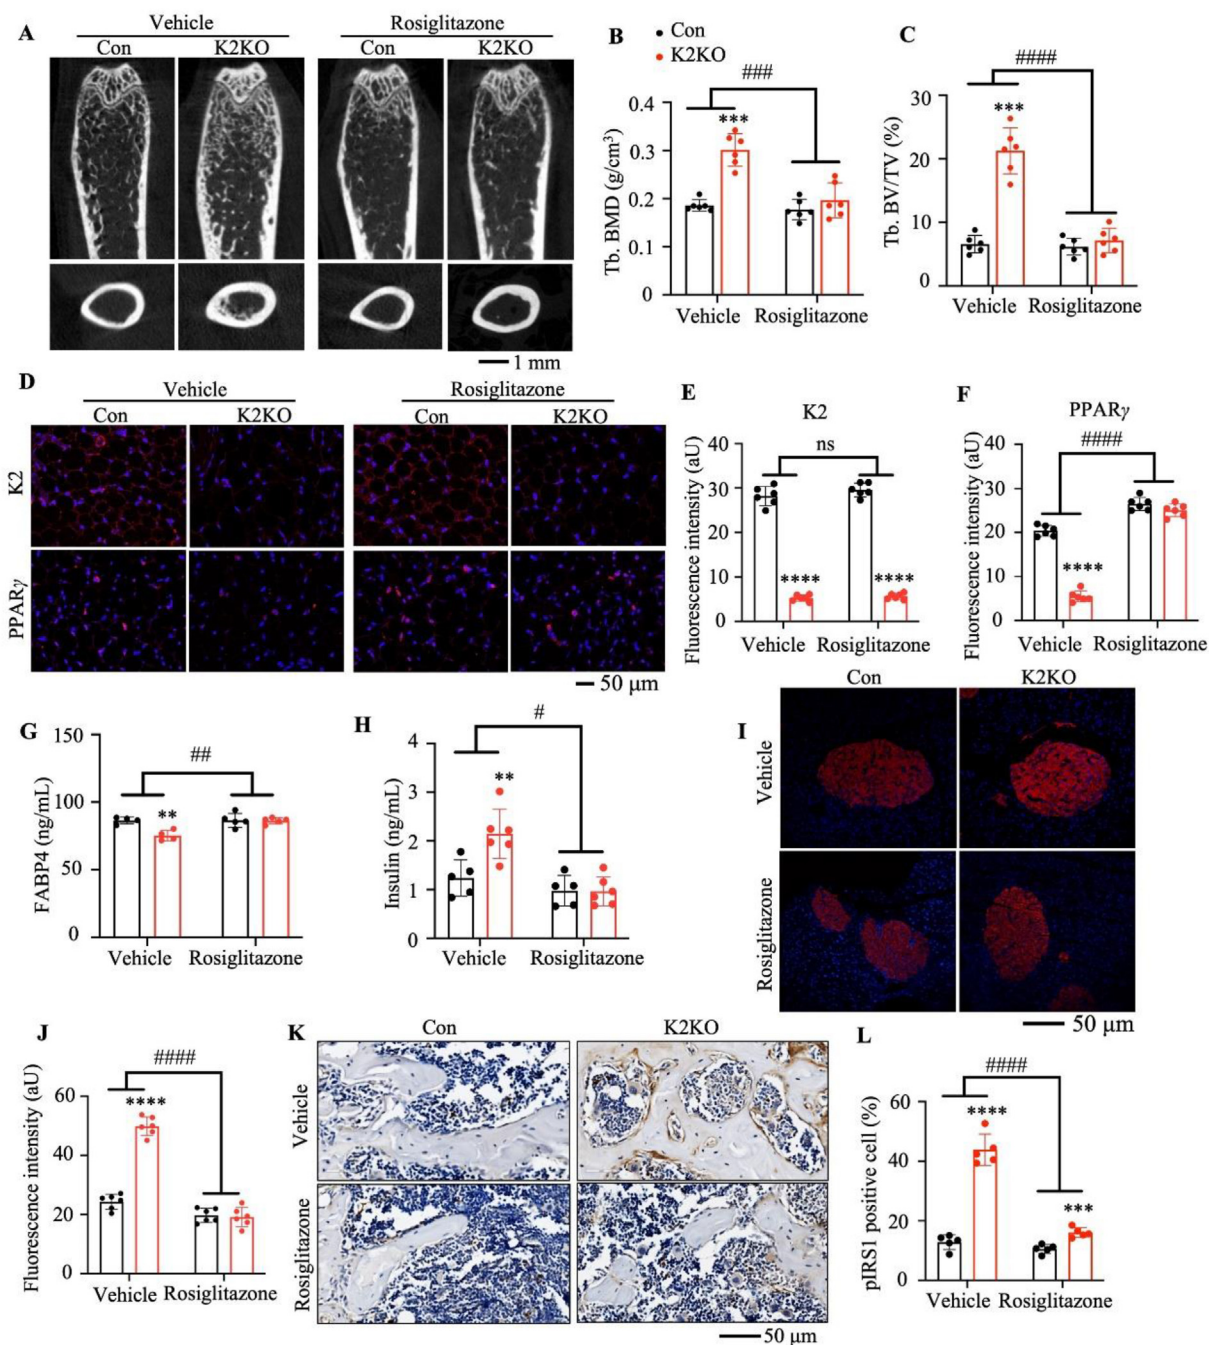 A
Vehicle
Rosiglitazone
Con
K2KO
Con
K2KO
1 mm
B
Con
K2KO
###
***
Tb. BMD (g/cm³)
0.4
0.3
0.2
0.1
0
Vehicle
Rosiglitazone
C
####
***
Tb. BV/TV (%)
30
20
10
0
Vehicle
Rosiglitazone
D
Vehicle
Rosiglitazone
Con
K2KO
Con
K2KO
K2
PPARγ
50 μm
E
K2
ns
****
****
Fluorescence intensity (aU)
40
30
20
10
0
Vehicle
Rosiglitazone
F
PPARγ
####
****
Fluorescence intensity (aU)
40
30
20
10
0
Vehicle
Rosiglitazone
G
##
**
FABP4 (ng/mL)
150
100
50
0
Vehicle
Rosiglitazone
H
#
**
Insulin (ng/mL)
4
3
2
1
0
Vehicle
Rosiglitazone
I
Con
K2KO
Vehicle
Rosiglitazone
50 μm
J
####
****
Fluorescence intensity (aU)
60
40
20
0
Vehicle
Rosiglitazone
K
Con
K2KO
Vehicle
Rosiglitazone
50 μm
L
####
****
***
pIRS1 positive cell (%)
60
40
20
0
Vehicle
Rosiglitazone